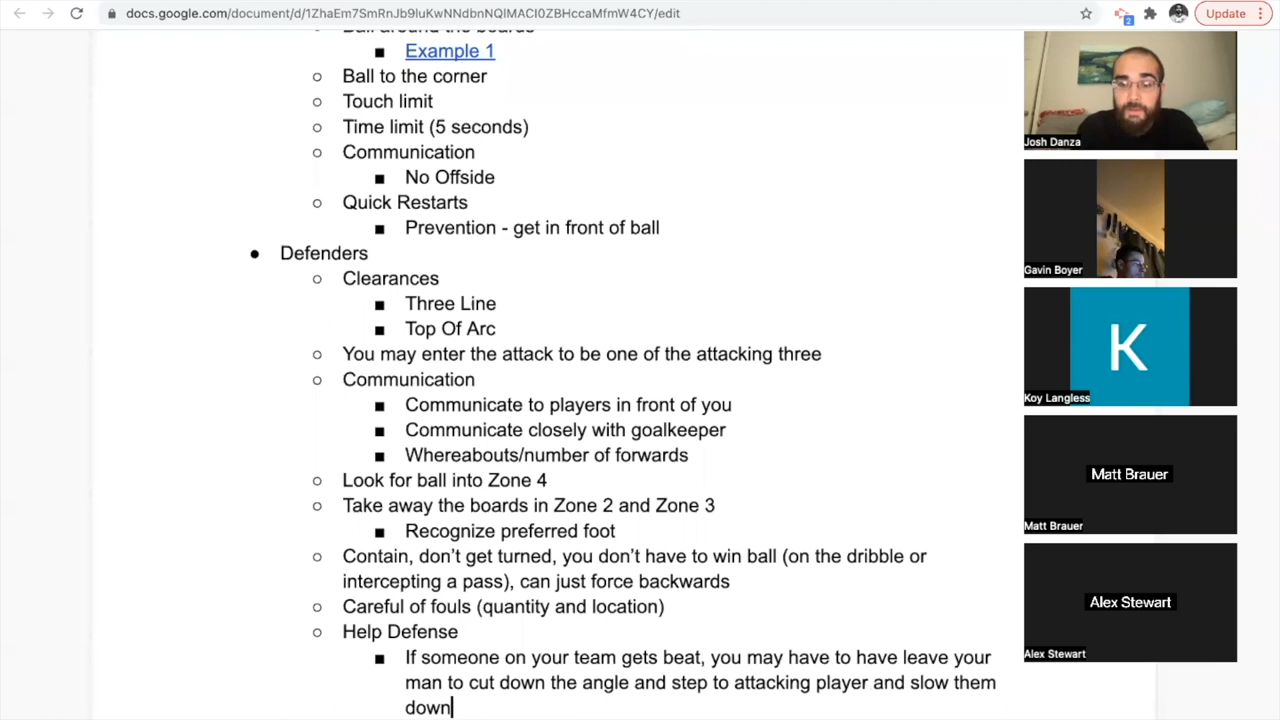 docs.google.com/document/d/1ZhaEm7SmRnJb9luKwNNdbnNQlMACI0ZBHccaMfmW4CY/edit
2
Update
Ball around the boards
Example 1
Ball to the corner
Touch limit
Time limit (5 seconds)
Communication
No Offside
Quick Restarts
Prevention - get in front of ball
Defenders
Clearances
Three Line
Top Of Arc
You may enter the attack to be one of the attacking three
Communication
Communicate to players in front of you
Communicate closely with goalkeeper
Whereabouts/number of forwards
Look for ball into Zone 4
Take away the boards in Zone 2 and Zone 3
Recognize preferred foot
Contain, don’t get turned, you don’t have to win ball (on the dribble or
intercepting a pass), can just force backwards
Careful of fouls (quantity and location)
Help Defense
If someone on your team gets beat, you may have to have leave your
man to cut down the angle and step to attacking player and slow them
down
Josh Danza
Gavin Boyer
K
Koy Langless
Matt Brauer
Matt Brauer
Alex Stewart
Alex Stewart